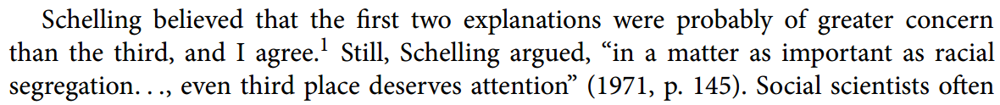 Schelling believed that the first two explanations were probably of greater concern
than the third, and I agree.¹ Still, Schelling argued, “in a matter as important as racial
segregation. . ., even third place deserves attention” (1971, p. 145). Social scientists often